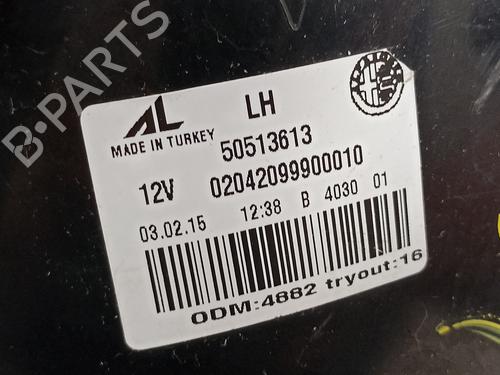 B-PARTS
AL
LH
MADE IN TURKEY
50513613
12V 02042099900010
03.02.15 12:38 B 4030 01
ODM:4882 tryout:16